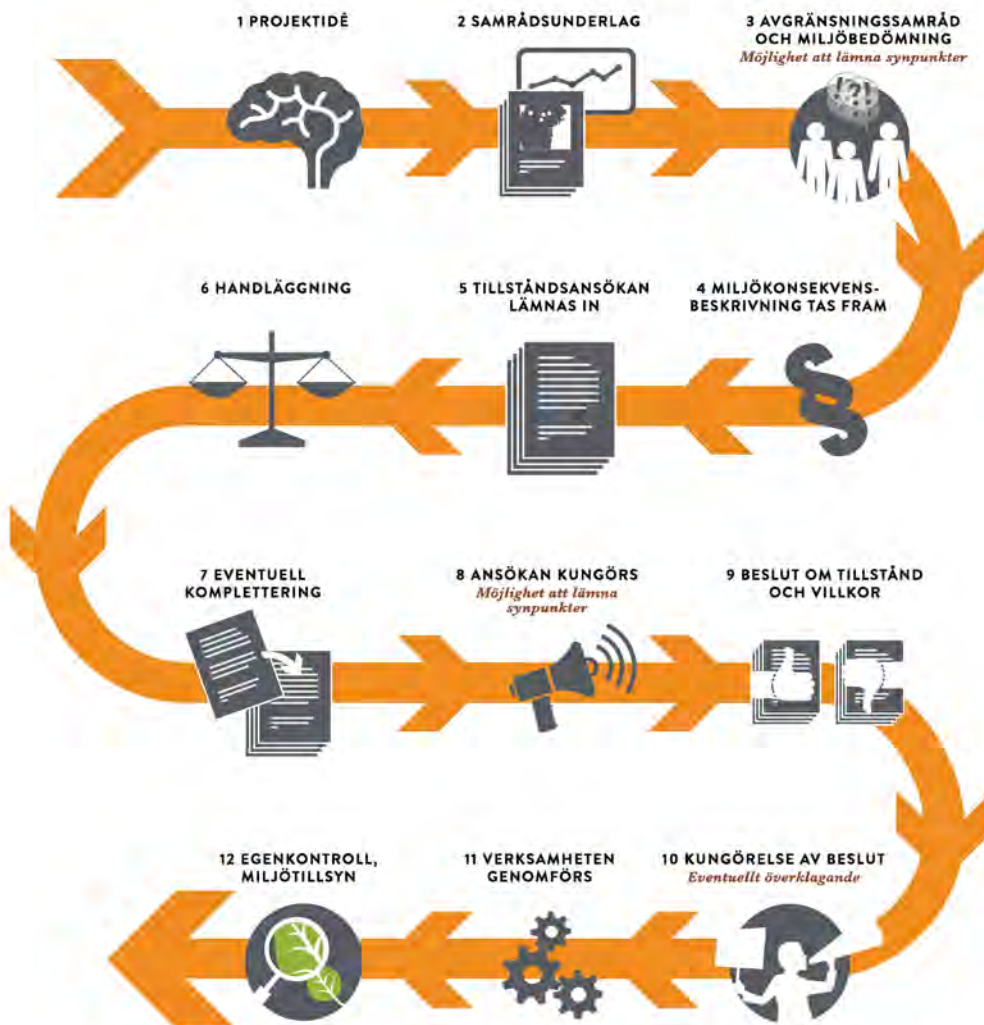 1 PROJEKTIDÉ
2 SAMRÅDSUNDERLAG
3 AVGRÄNSNINGSSAMRÅD
OCH MILJÖBEDÖMNING
Möjlighet att lämna synpunkter
!?!
4 MILJÖKONSEKVENS-
BESKRIVNING TAS FRAM
§
5 TILLSTÅNDSANSÖKAN
LÄMNAS IN
6 HANDLÄGGNING
7 EVENTUELL
KOMPLETTERING
8 ANSÖKAN KUNGÖRS
Möjlighet att lämna
synpunkter
9 BESLUT OM TILLSTÅND
OCH VILLKOR
10 KUNGÖRELSE AV BESLUT
Eventuellt överklagande
11 VERKSAMHETEN
GENOMFÖRS
12 EGENKONTROLL,
MILJÖTILLSYN